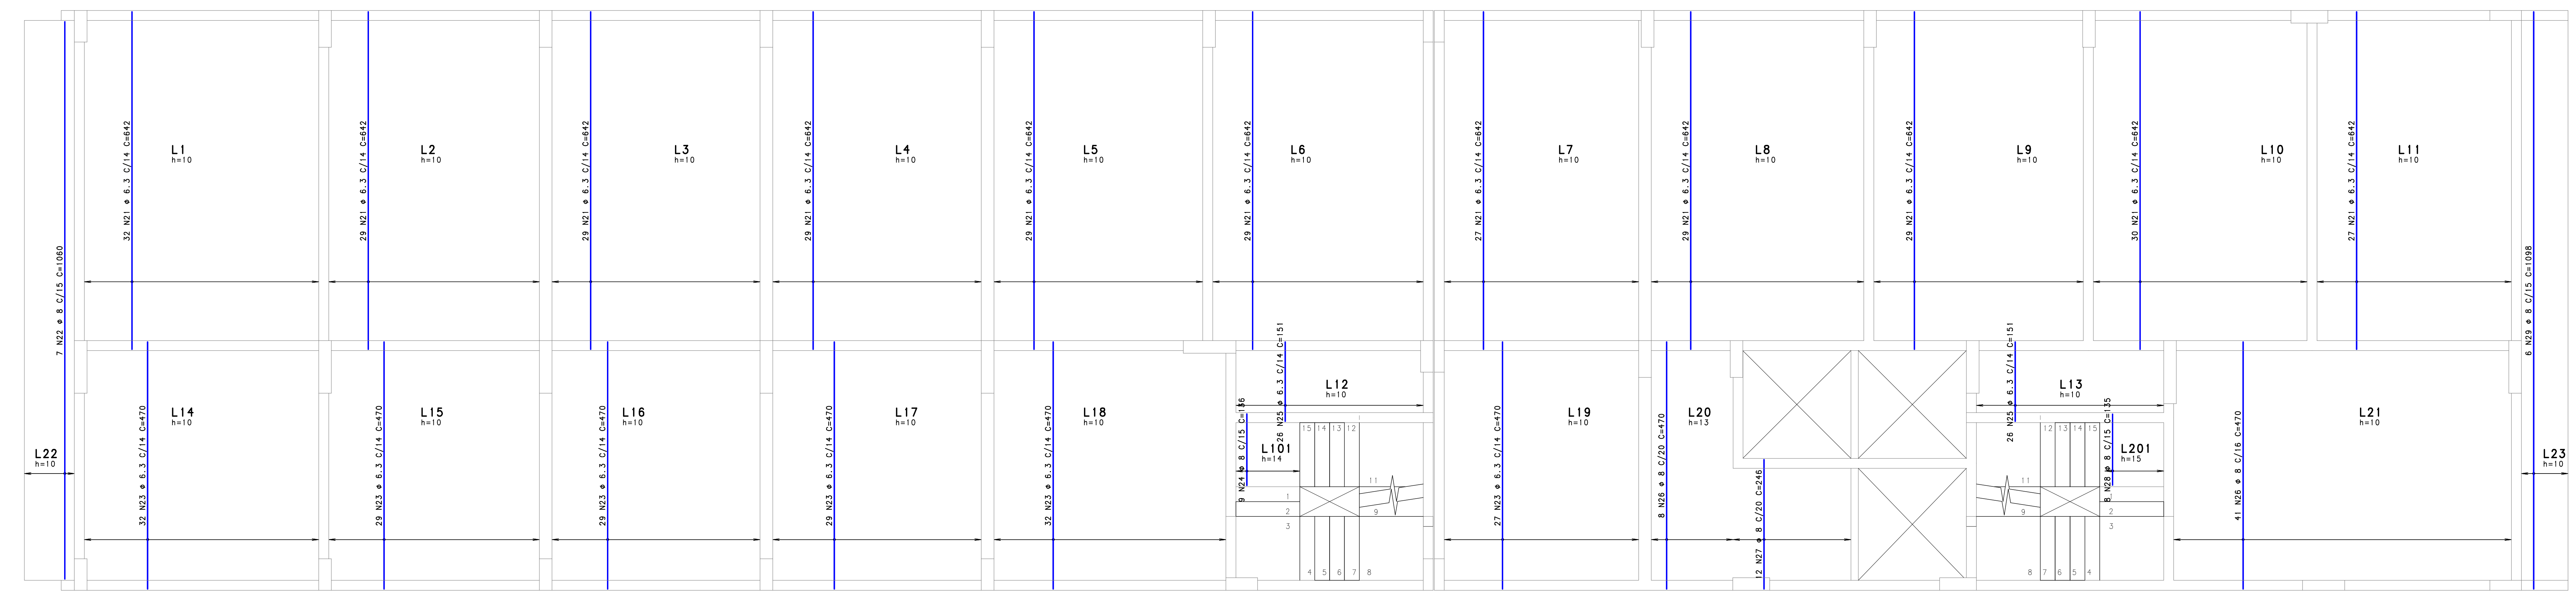 32 N21 φ 6.3 C/14 C=642
L1
h=10
29 N21 φ 6.3 C/14 C=642
L2
h=10
29 N21 φ 6.3 C/14 C=642
L3
h=10
29 N21 φ 6.3 C/14 C=642
L4
h=10
29 N21 φ 6.3 C/14 C=642
L5
h=10
29 N21 φ 6.3 C/14 C=642
L6
h=10
27 N21 φ 6.3 C/14 C=642
L7
h=10
29 N21 φ 6.3 C/14 C=642
L8
h=10
29 N21 φ 6.3 C/14 C=642
L9
h=10
30 N21 φ 6.3 C/14 C=642
L10
h=10
27 N21 φ 6.3 C/14 C=642
L11
h=10
7 N22 φ 8 C/15 C=1060
L22
h=10
32 N23 φ 6.3 C/14 C=470
L14
h=10
29 N23 φ 6.3 C/14 C=470
L15
h=10
29 N23 φ 6.3 C/14 C=470
L16
h=10
29 N23 φ 6.3 C/14 C=470
L17
h=10
32 N23 φ 6.3 C/14 C=470
L18
h=10
9 N24 φ 8 C/15 C=136
L101
h=14
26 N25 φ 6.3 C/14 C=151
L12
h=10
15 14 13 12
1
2
3
11
9
4 5 6 7 8
27 N23 φ 6.3 C/14 C=470
L19
h=10
8 N26 φ 8 C/20 C=470
L20
h=13
12 N27 φ 8 C/20 C=246
26 N25 φ 6.3 C/14 C=151
L13
h=10
12 13 14 15
11
9
1
2
3
8 7 6 5 4
8 N28 φ 8 C/15 C=135
L201
h=15
41 N26 φ 8 C/16 C=470
L21
h=10
6 N29 φ 8 C/15 C=1098
L23
h=10